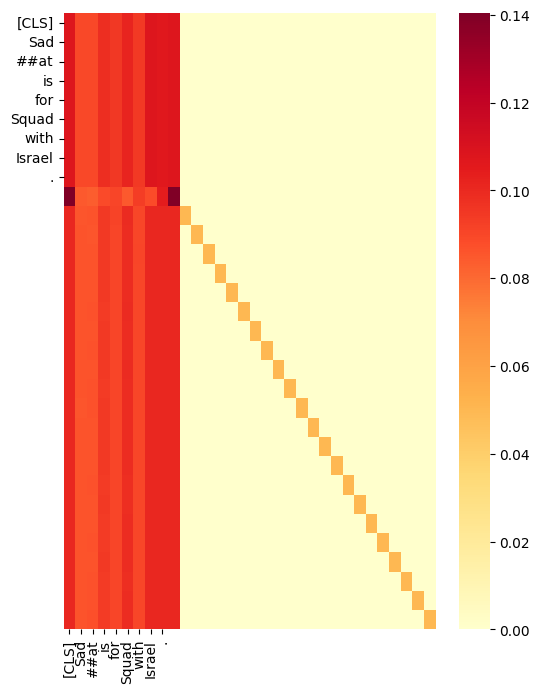 [CLS]
Sad
##at
is
for
Squad
with
Israel
.
0.14
0.12
0.10
0.08
0.06
0.04
0.02
0.00
[CLS]
Sad
##at
is
for
Squad
with
Israel
.